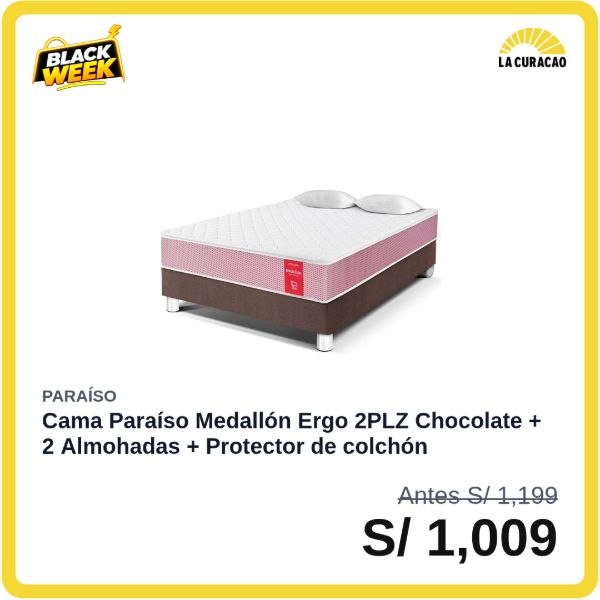 BLACK
WEEK
LA CURACAO
PARAÍSO
Cama Paraíso Medallón Ergo 2PLZ Chocolate +
2 Almohadas + Protector de colchón
Antes S/ 1,199
S/ 1,009